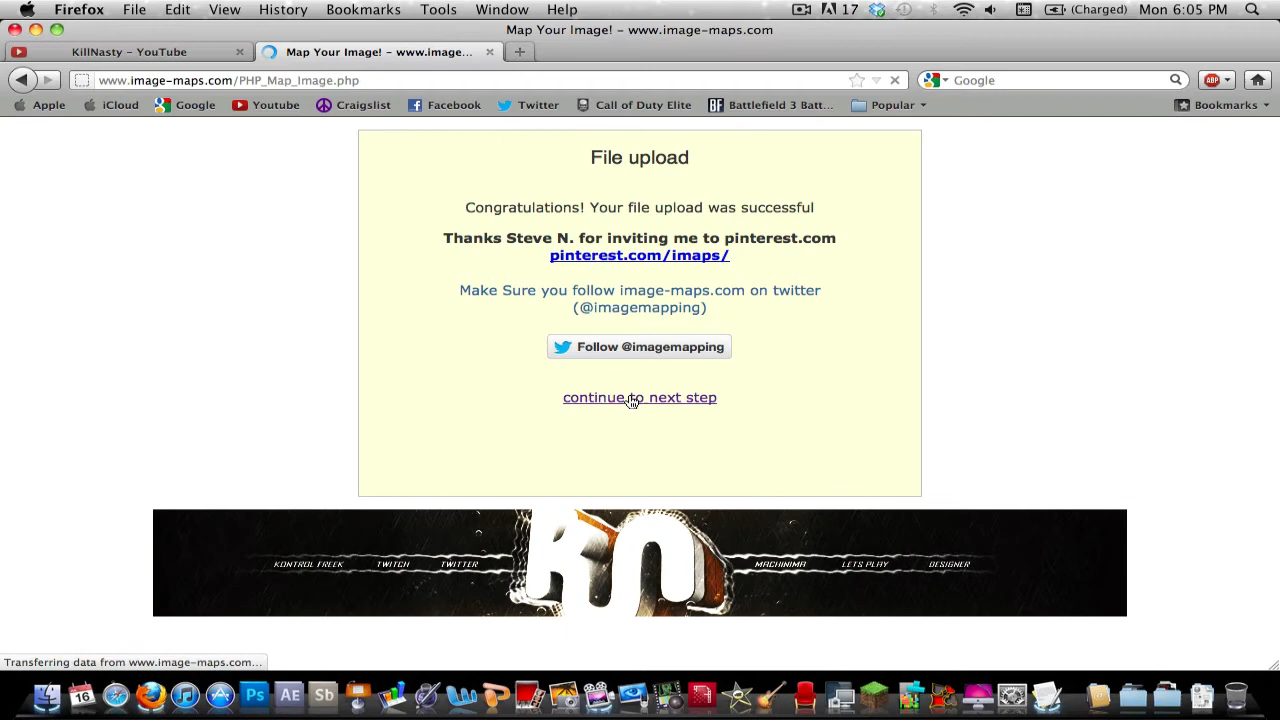 Firefox File Edit View History Bookmarks Tools Window Help 17 (Charged) Mon 6:05 PM
Map Your Image! - www.image-maps.com
KillNasty - YouTube Map Your Image! - www.image...
www.image-maps.com/PHP_Map_Image.php Google ABP
Apple iCloud Google Youtube Craigslist Facebook Twitter Call of Duty Elite Battlefield 3 Batt... Popular Bookmarks
File upload
Congratulations! Your file upload was successful
Thanks Steve N. for inviting me to pinterest.com
pinterest.com/imaps/
Make Sure you follow image-maps.com on twitter
(@imagemapping)
Follow @imagemapping
continue to next step
KONTROL FREEK TWITCH TWITTER MACHINIMA LETS PLAY DESIGNER
Transferring data from www.image-maps.com...
16 Ps Ae Sb